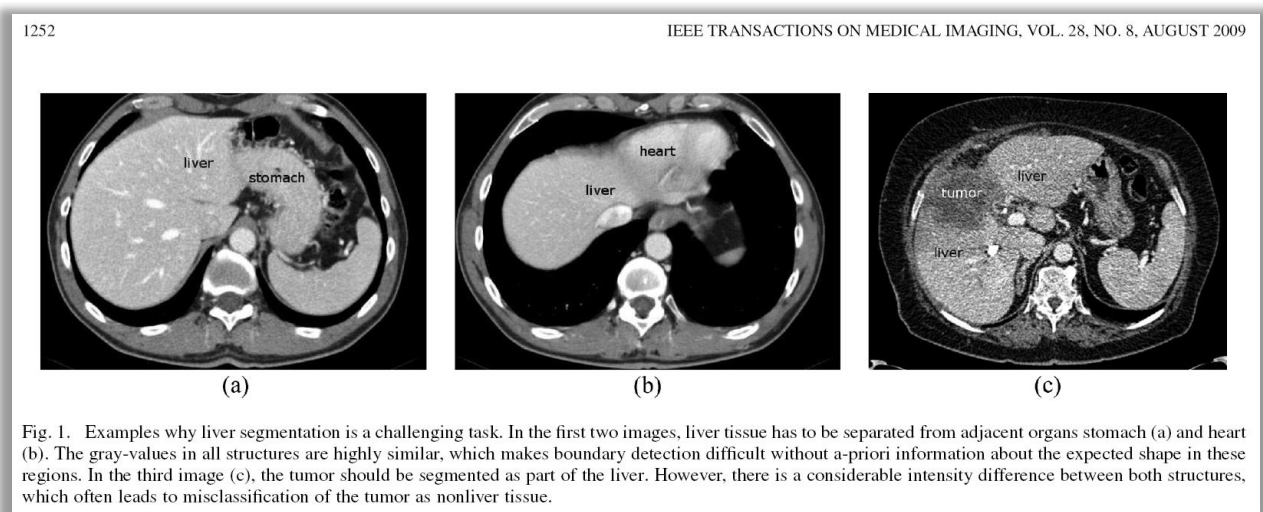 1252
IEEE TRANSACTIONS ON MEDICAL IMAGING, VOL. 28, NO. 8, AUGUST 2009
liver
stomach
heart
liver
liver
tumor
liver
(a)
(b)
(c)
Fig. 1. Examples why liver segmentation is a challenging task. In the first two images, liver tissue has to be separated from adjacent organs stomach (a) and heart
(b). The gray-values in all structures are highly similar, which makes boundary detection difficult without a-priori information about the expected shape in these
regions. In the third image (c), the tumor should be segmented as part of the liver. However, there is a considerable intensity difference between both structures,
which often leads to misclassification of the tumor as nonliver tissue.